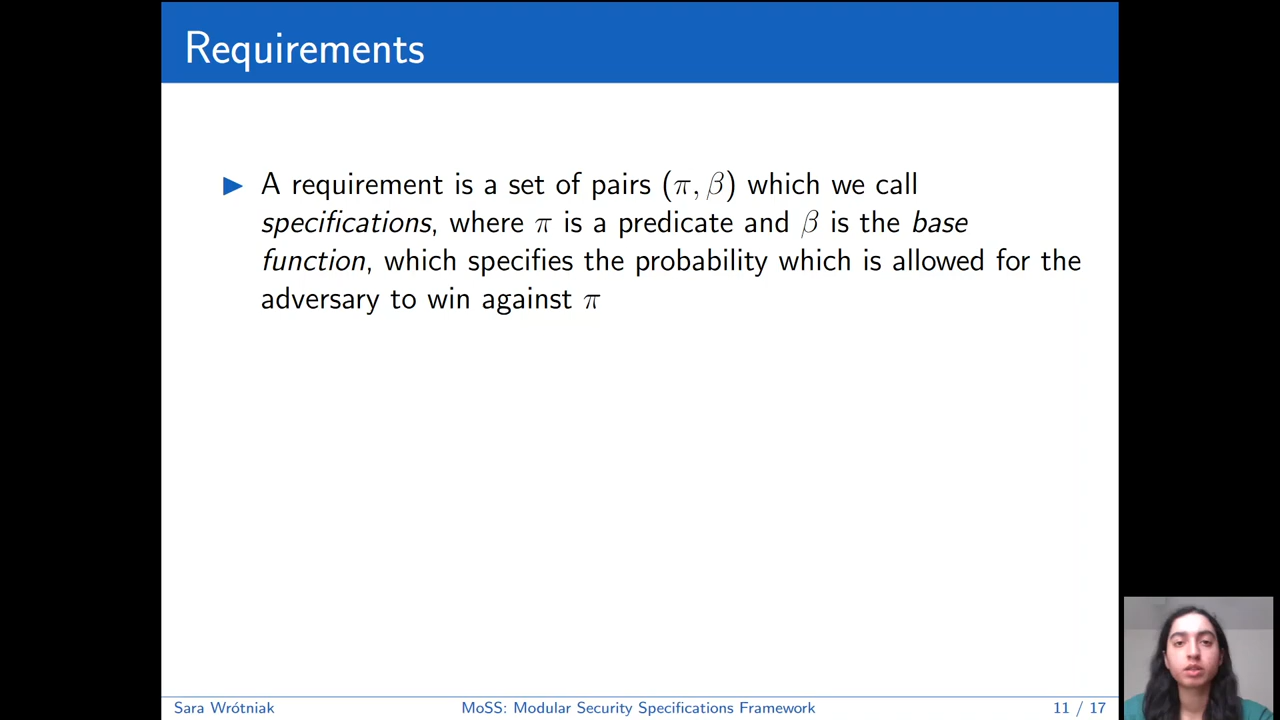 Requirements
▶ A requirement is a set of pairs (π, β) which we call
specifications, where π is a predicate and β is the base
function, which specifies the probability which is allowed for the
adversary to win against π
Sara Wrótniak
MoSS: Modular Security Specifications Framework
11 / 17